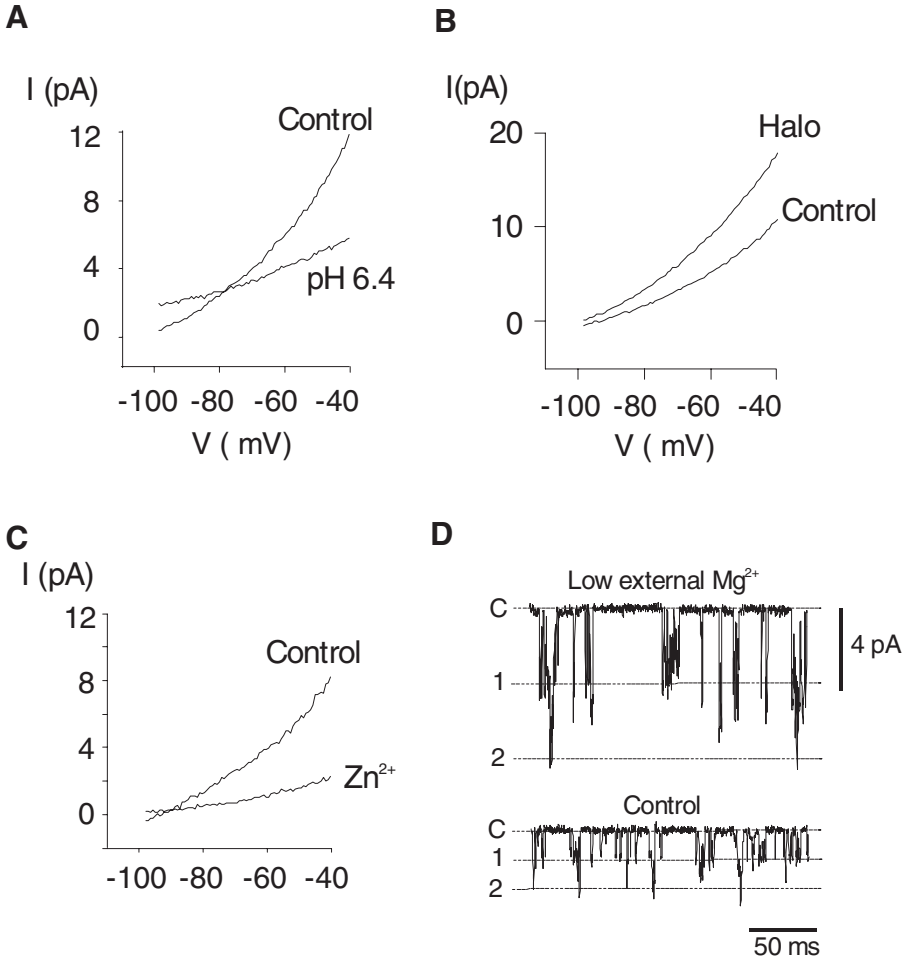 A
I (pA)
Control
12
8
4
pH 6.4
0
-100 -80 -60 -40
V ( mV)
B
I(pA)
20
Halo
Control
10
0
-100 -80 -60 -40
V ( mV)
C
I (pA)
12
Control
8
4
Zn²⁺
0
-100 -80 -60 -40
D
Low external Mg²⁺
C
4 pA
1
2
Control
C
1
2
50 ms